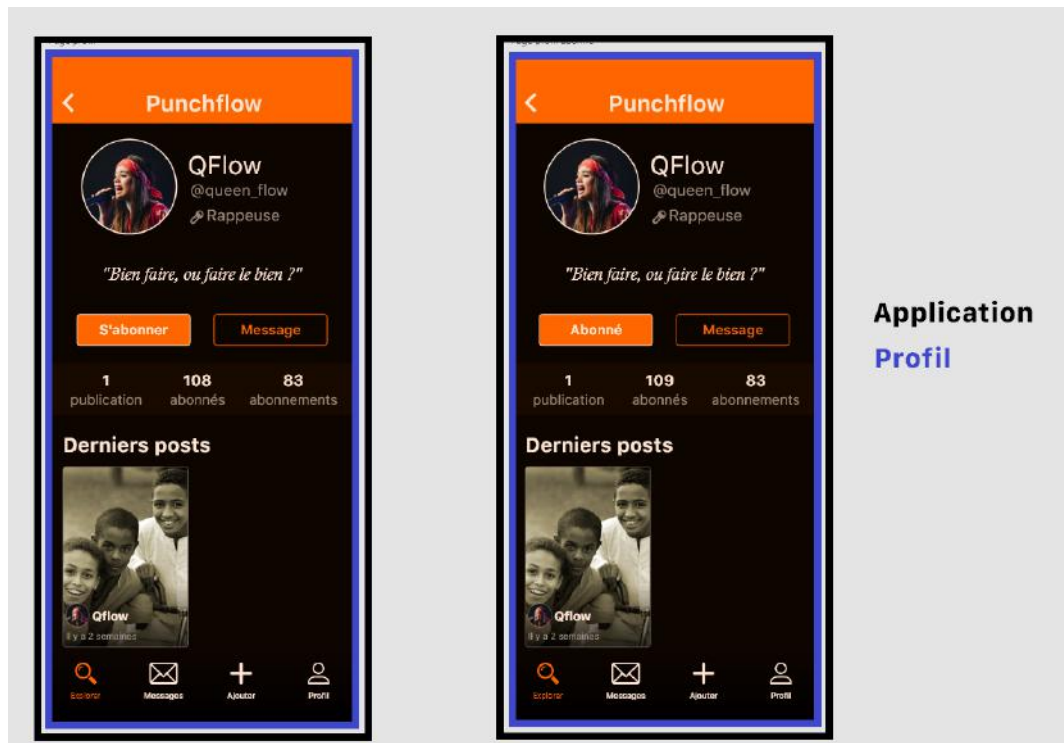 Punchflow
QFlow
@queen_flow
Rappeuse
"Bien faire, ou faire le bien ?"
S'abonner Message
1 108 83
publication abonnés abonnements
Derniers posts
Qflow
Il y a 2 semaines
Explorer Messages Ajouter Profil
Punchflow
QFlow
@queen_flow
Rappeuse
"Bien faire, ou faire le bien ?"
Abonné Message
1 109 83
publication abonnés abonnements
Derniers posts
Qflow
Il y a 2 semaines
Explorer Messages Ajouter Profil
Application
Profil